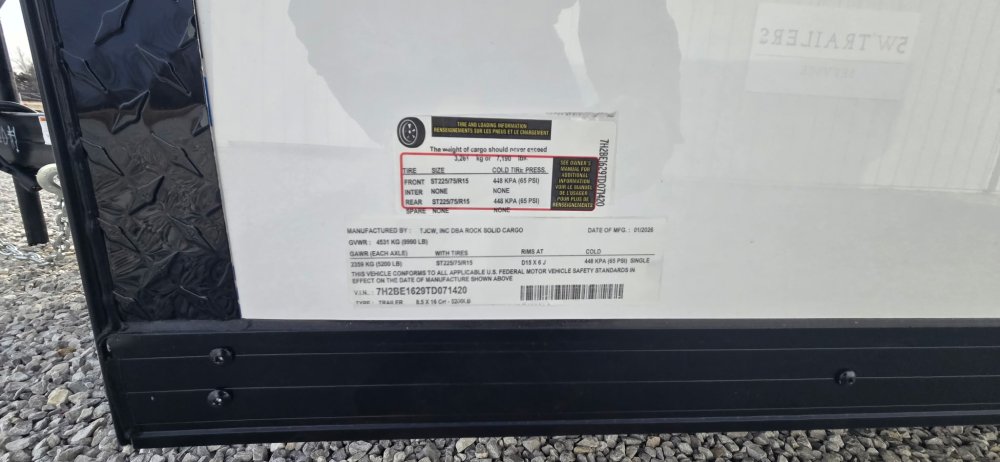 SW TRAILERS
SERVICE
TIRE AND LOADING INFORMATION
RENSEIGNEMENTS SUR LES PNEUS ET LE CHARGEMENT
The weight of cargo should never exceed
3,261 kg or 7,190 lbs.
TIRE SIZE COLD TIRE PRESS.
FRONT ST225/75/R15 448 KPA (65 PSI)
INTER NONE NONE
REAR ST225/75/R15 448 KPA (65 PSI)
SPARE NONE NONE
SEE OWNER'S
MANUAL FOR
ADDITIONAL
INFORMATION
VOIR LE MANUEL
DE L'USAGER
POUR PLUS DE
RENSEIGNEMENTS
7H2BE1629TD071420
MANUFACTURED BY : TJCW, INC DBA ROCK SOLID CARGO DATE OF MFG. : 01/2026
GVWR : 4531 KG (9990 LB)
GAWR (EACH AXLE) WITH TIRES RIMS AT COLD
2359 KG (5200 LB) ST225/75/R15 D15 X 6 J 448 KPA (65 PSI) SINGLE
THIS VEHICLE CONFORMS TO ALL APPLICABLE U.S. FEDERAL MOTOR VEHICLE SAFETY STANDARDS IN
EFFECT ON THE DATE OF MANUFACTURE SHOWN ABOVE
V.I.N.: 7H2BE1629TD071420
TYPE : TRAILER 8.5 X 16 CH - 5200LB